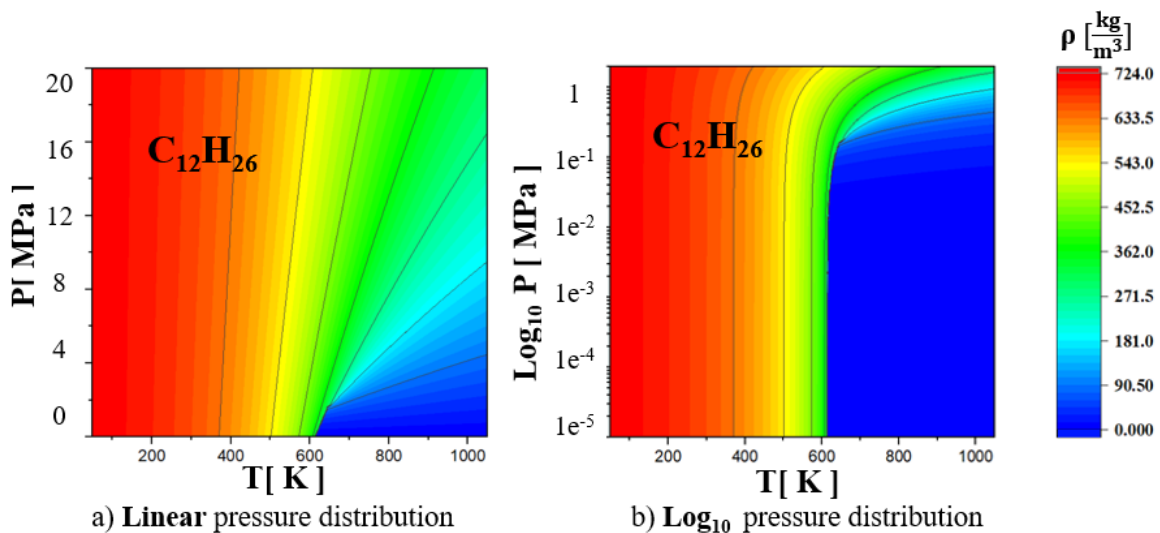 ρ [kg/m³]
20
16
12
8
4
0
P[ MPa]
C₁₂H₂₆
200 400 600 800 1000
T[ K ]
a) Linear pressure distribution
1
1e⁻¹
1e⁻²
1e⁻³
1e⁻⁴
1e⁻⁵
Log₁₀ P [ MPa]
C₁₂H₂₆
200 400 600 800 1000
T[ K ]
b) Log₁₀ pressure distribution
724.0
633.5
543.0
452.5
362.0
271.5
181.0
90.50
0.000